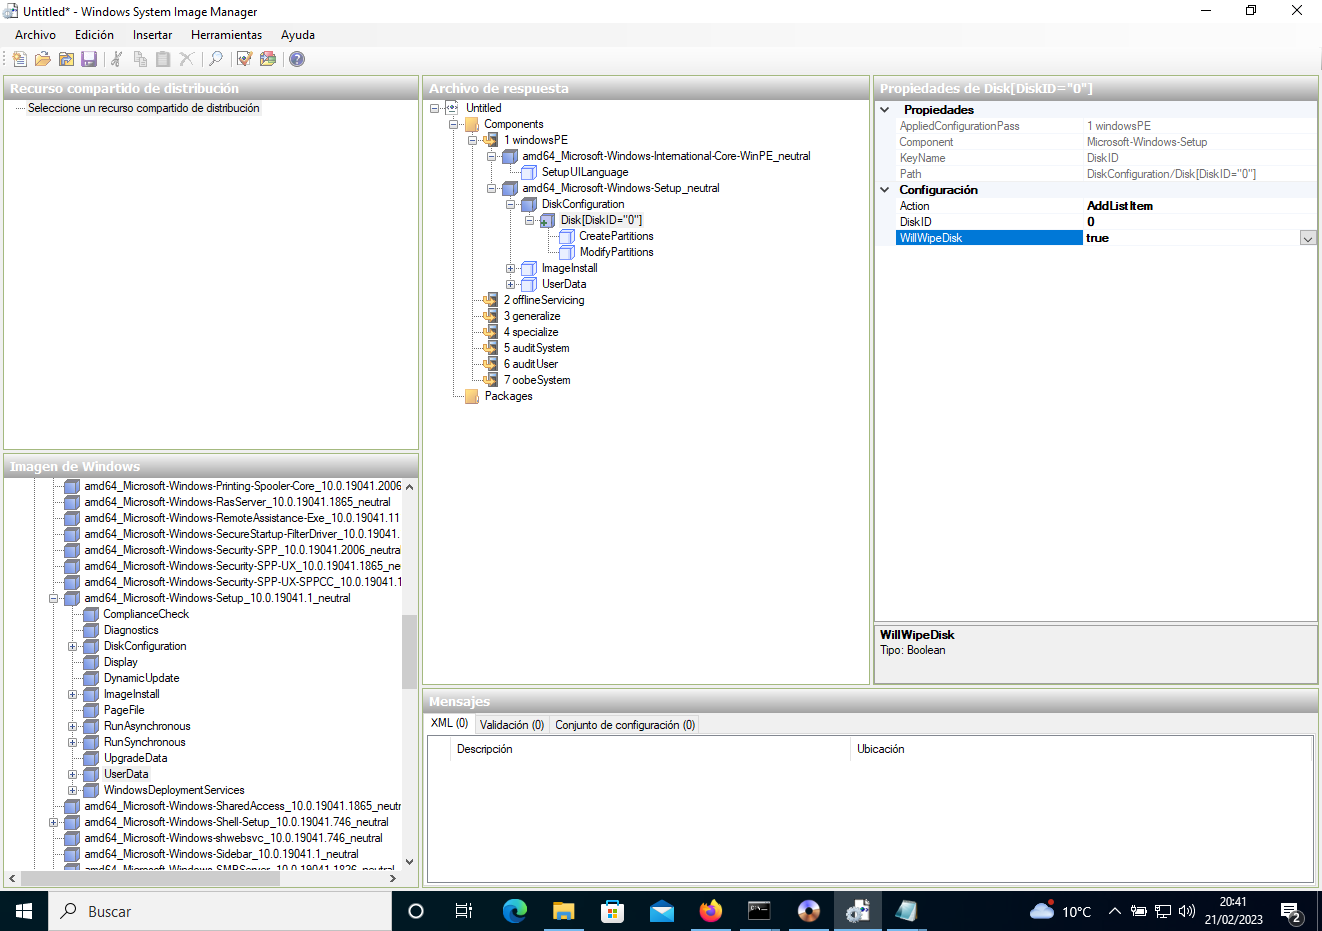 Untitled* - Windows System Image Manager
Archivo Edición Insertar Herramientas Ayuda
Recurso compartido de distribución
Seleccione un recurso compartido de distribución
Archivo de respuesta
Untitled
Components
1 windowsPE
amd64_Microsoft-Windows-International-Core-WinPE_neutral
SetupUILanguage
amd64_Microsoft-Windows-Setup_neutral
DiskConfiguration
Disk[DiskID="0"]
CreatePartitions
ModifyPartitions
ImageInstall
UserData
2 offlineServicing
3 generalize
4 specialize
5 auditSystem
6 auditUser
7 oobeSystem
Packages
Propiedades de Disk[DiskID="0"]
Propiedades
AppliedConfigurationPass 1 windowsPE
Component Microsoft-Windows-Setup
KeyName DiskID
Path DiskConfiguration/Disk[DiskID="0"]
Configuración
Action AddListItem
DiskID 0
WillWipeDisk true
WillWipeDisk
Tipo: Boolean
Imagen de Windows
amd64_Microsoft-Windows-Printing-Spooler-Core_10.0.19041.2006
amd64_Microsoft-Windows-RasServer_10.0.19041.1865_neutral
amd64_Microsoft-Windows-RemoteAssistance-Exe_10.0.19041.11
amd64_Microsoft-Windows-SecureStartup-FilterDriver_10.0.19041.
amd64_Microsoft-Windows-Security-SPP_10.0.19041.2006_neutral
amd64_Microsoft-Windows-Security-SPP-UX_10.0.19041.1865_ne
amd64_Microsoft-Windows-Security-SPP-UX-SPPCC_10.0.19041.1
amd64_Microsoft-Windows-Setup_10.0.19041.1_neutral
ComplianceCheck
Diagnostics
DiskConfiguration
Display
DynamicUpdate
ImageInstall
PageFile
RunAsynchronous
RunSynchronous
UpgradeData
UserData
WindowsDeploymentServices
amd64_Microsoft-Windows-SharedAccess_10.0.19041.1865_neutr
amd64_Microsoft-Windows-Shell-Setup_10.0.19041.746_neutral
amd64_Microsoft-Windows-shwebsvc_10.0.19041.746_neutral
amd64_Microsoft-Windows-Sidebar_10.0.19041.1_neutral
amd64_Microsoft-Windows-SMBServer_10.0.19041.1826_neutral
Mensajes
XML (0) Validación (0) Conjunto de configuración (0)
Descripción Ubicación
Buscar
10°C
20:41
21/02/2023
2